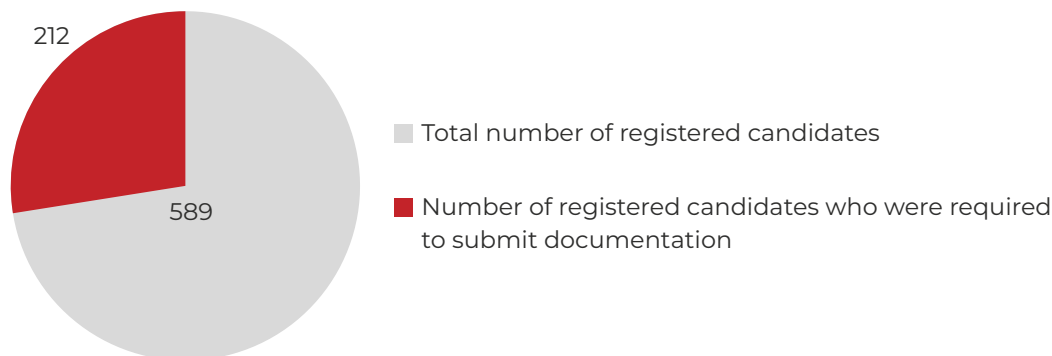 212
589
Total number of registered candidates
Number of registered candidates who were required
to submit documentation